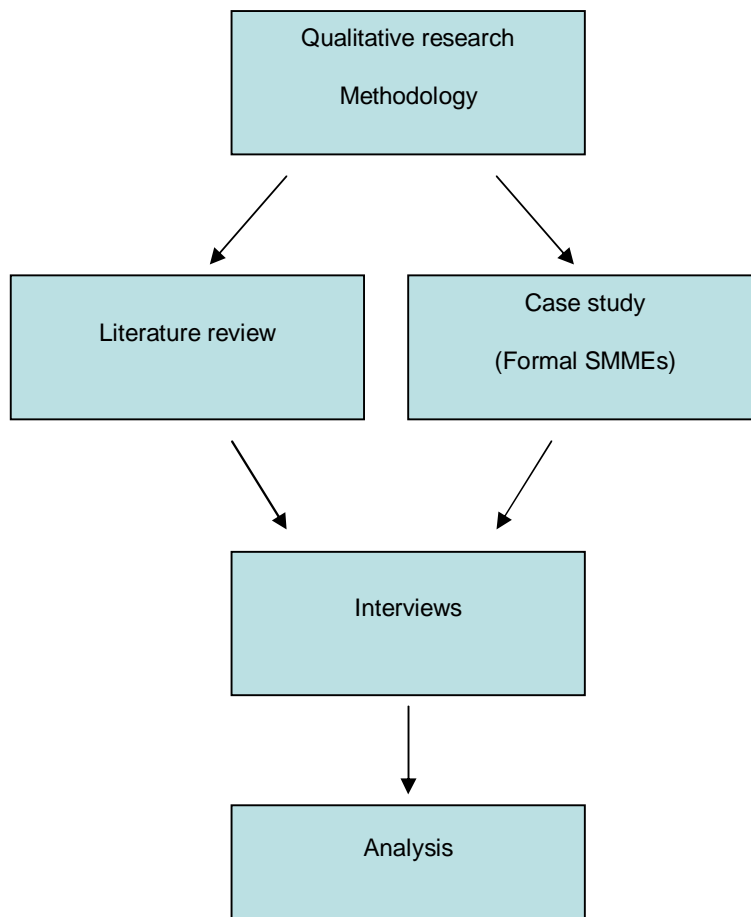 Qualitative research
Methodology
Literature review
Case study
(Formal SMMEs)
Interviews
Analysis